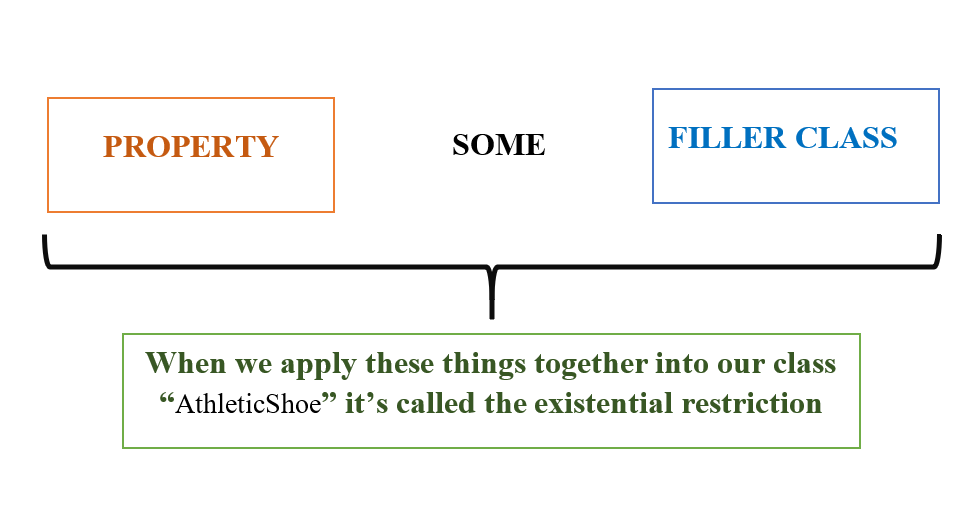 PROPERTY
SOME
FILLER CLASS
When we apply these things together into our class
“AthleticShoe” it’s called the existential restriction